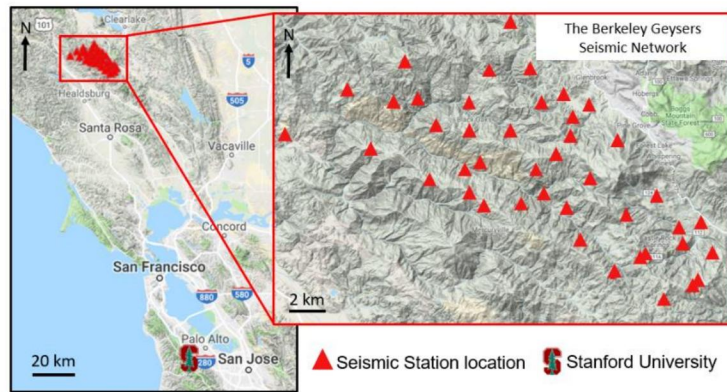 Clearlake
101
N
5
Healdsburg
505
Santa Rosa
Vacaville
Concord
San Francisco
880
580
Palo Alto
280
San Jose
20 km
N
The Berkeley Geysers
Seismic Network
2 km
Seismic Station location
Stanford University